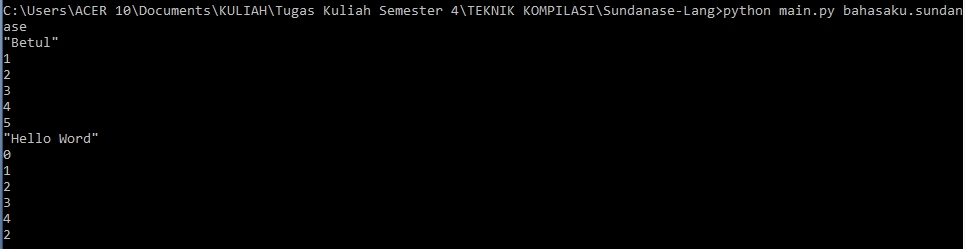 C:\Users\ACER 10\Documents\KULIAH\Tugas Kuliah Semester 4\TEKNIK KOMPILASI\Sundanase-Lang>python main.py bahasaku.sundan
ase
"Betul"
1
2
3
4
5
"Hello Word"
0
1
2
3
4
2